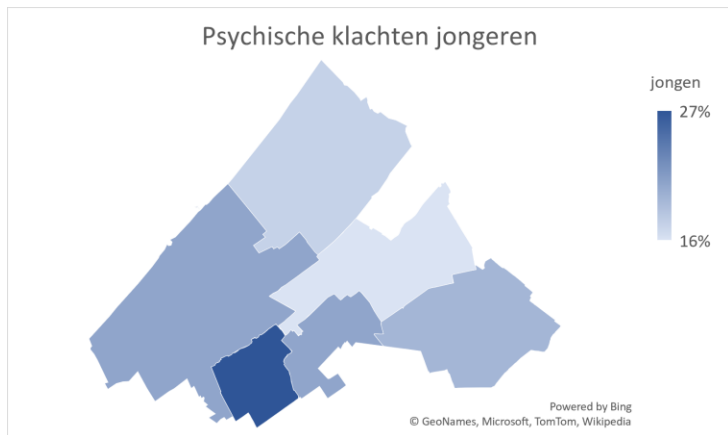 Psychische klachten jongeren
jongen
27%
16%
Powered by Bing
© GeoNames, Microsoft, TomTom, Wikipedia